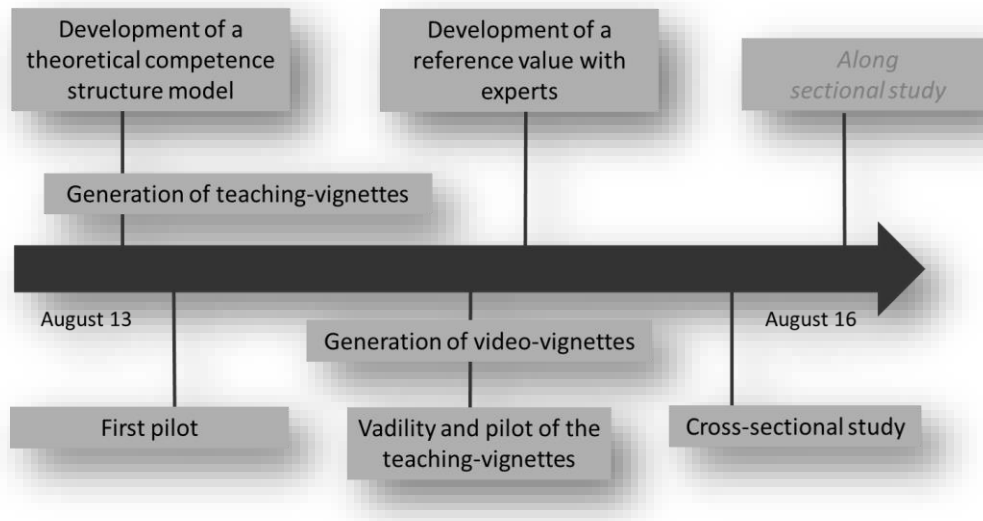 Development of a
theoretical competence
structure model
Development of a
reference value with
experts
Along
sectional study
Generation of teaching-vignettes
August 13
August 16
Generation of video-vignettes
First pilot
Vadility and pilot of the
teaching-vignettes
Cross-sectional study